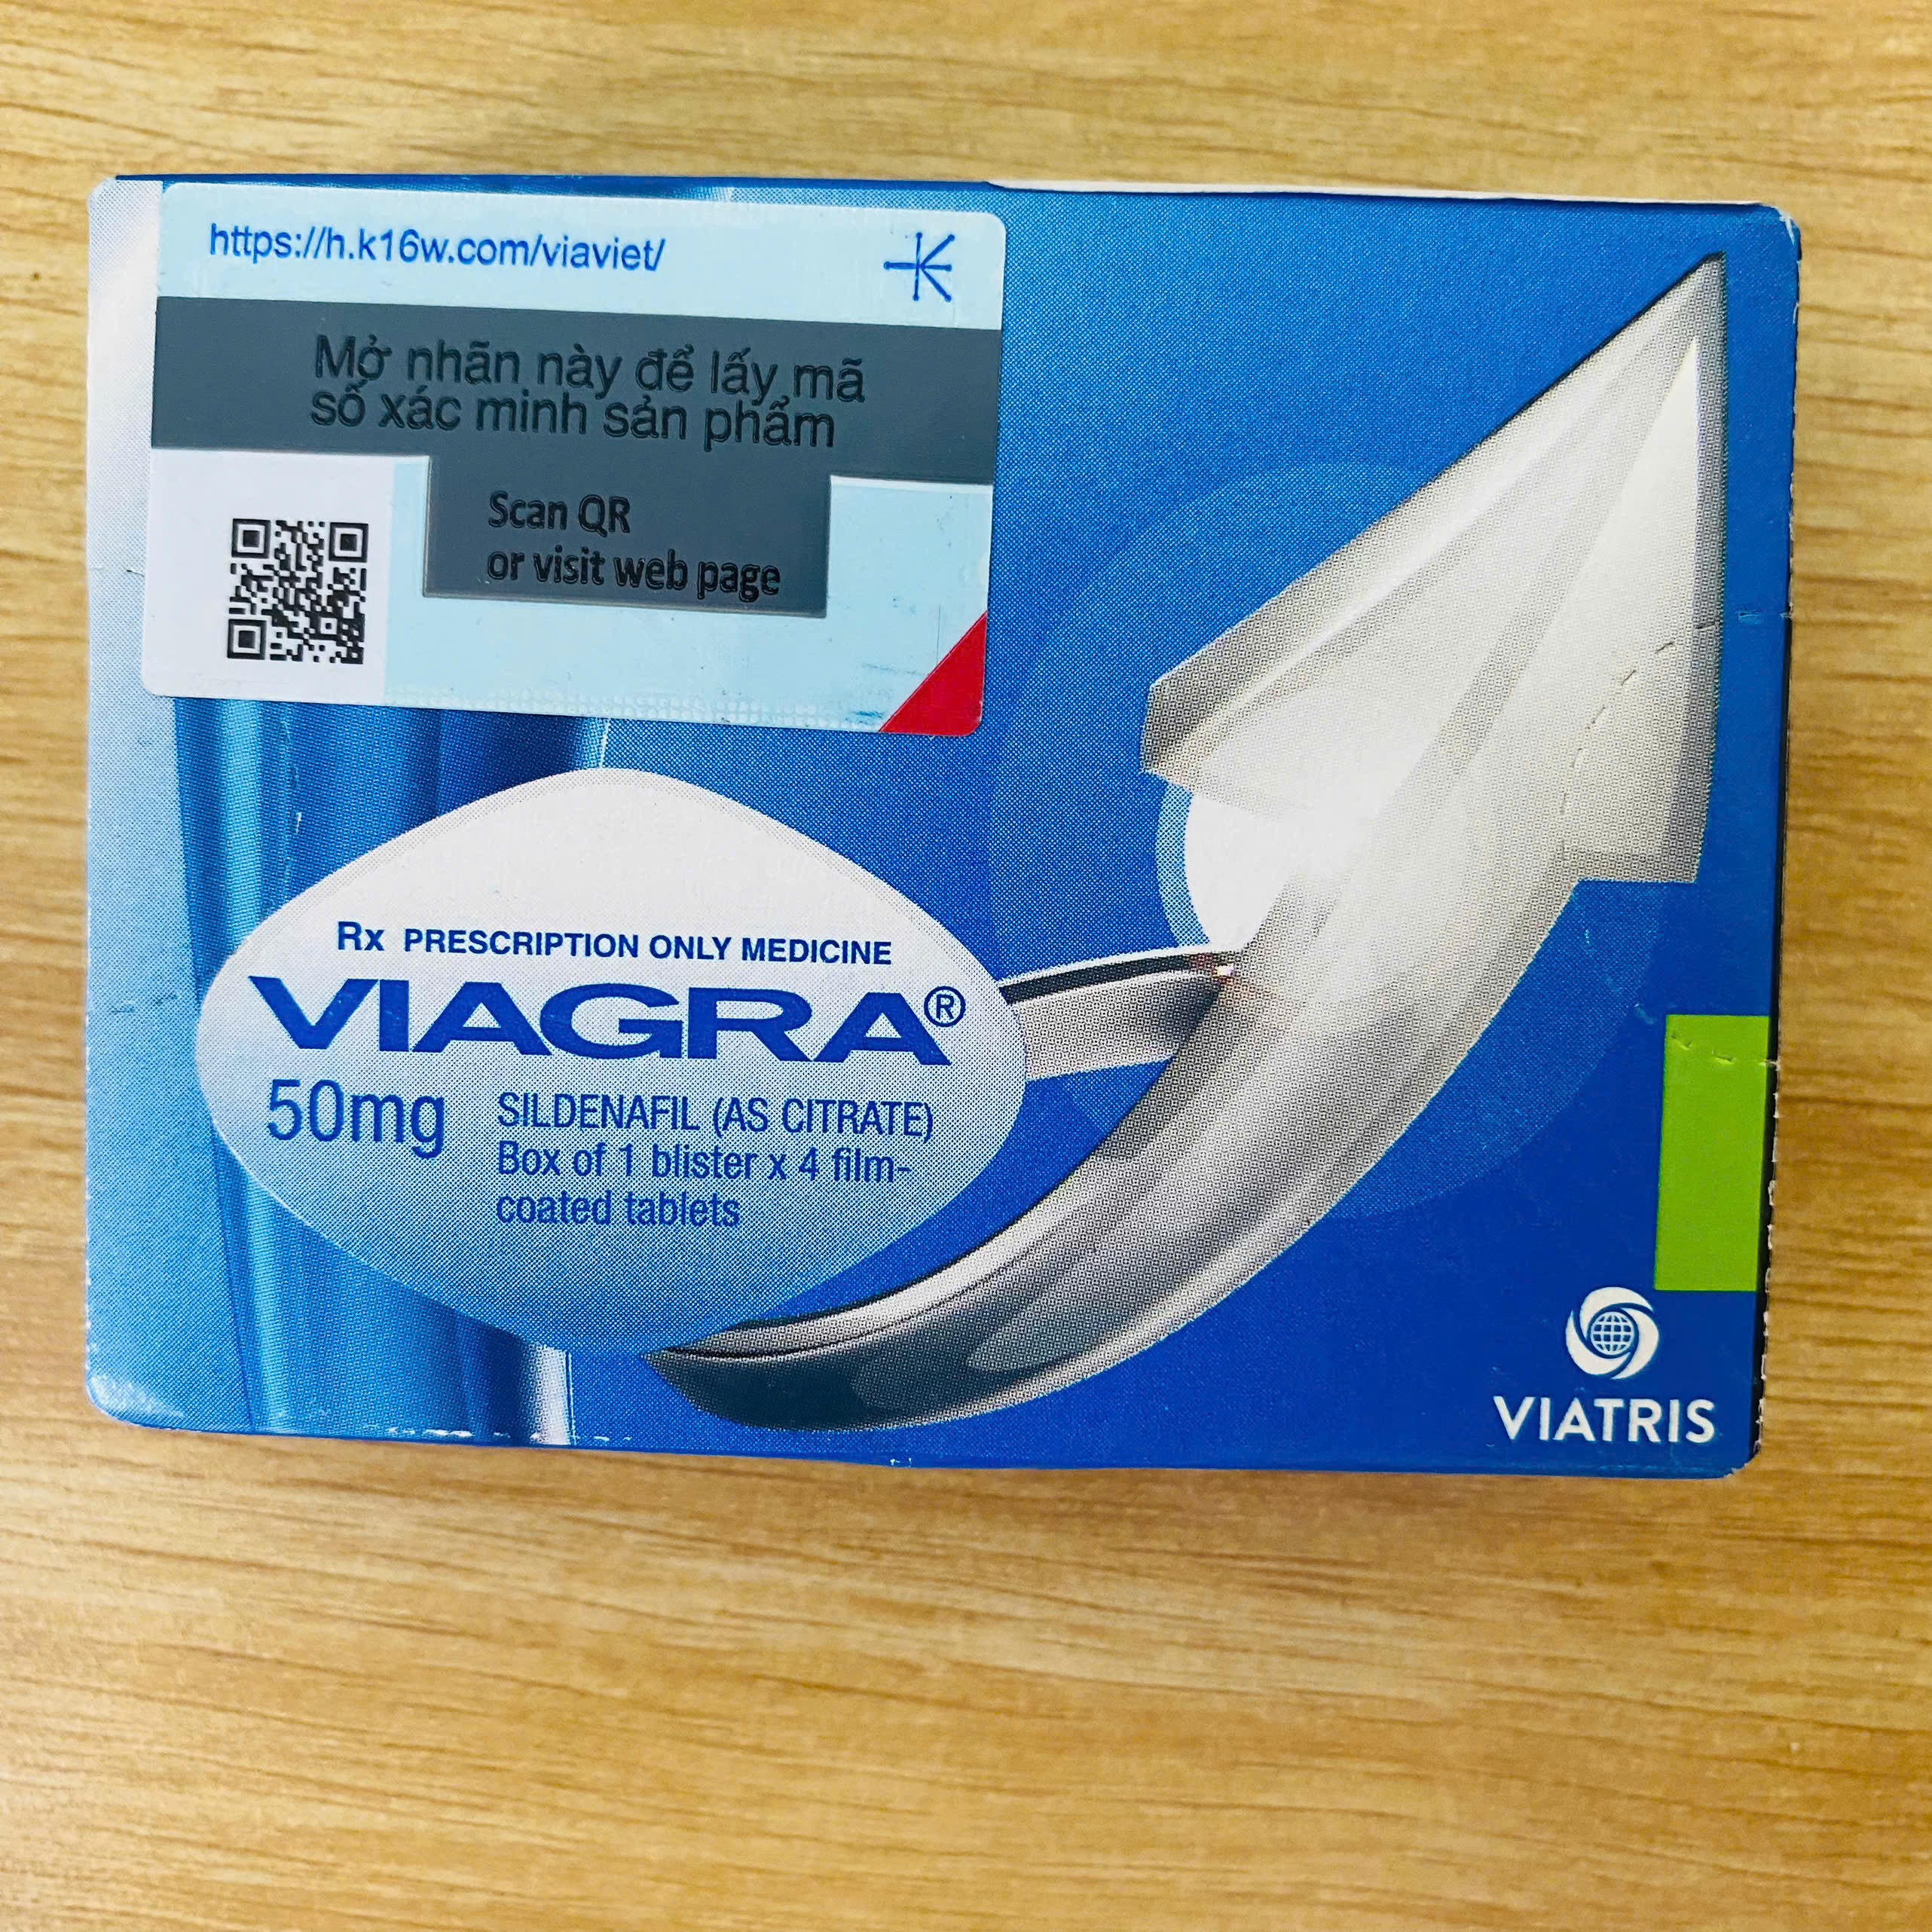 https://h.k16w.com/viaviet/
Mở nhãn này để lấy mã
số xác minh sản phẩm
Scan QR
or visit web page
Rx PRESCRIPTION ONLY MEDICINE
VIAGRA®
50mg
SILDENAFIL (AS CITRATE)
Box of 1 blister x 4 film-
coated tablets
VIATRIS